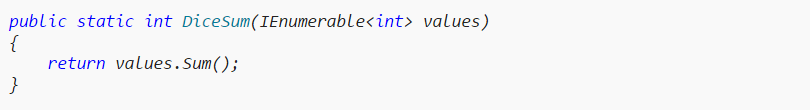 public static int DiceSum(IEnumerable<int> values)
{
    return values.Sum();
}